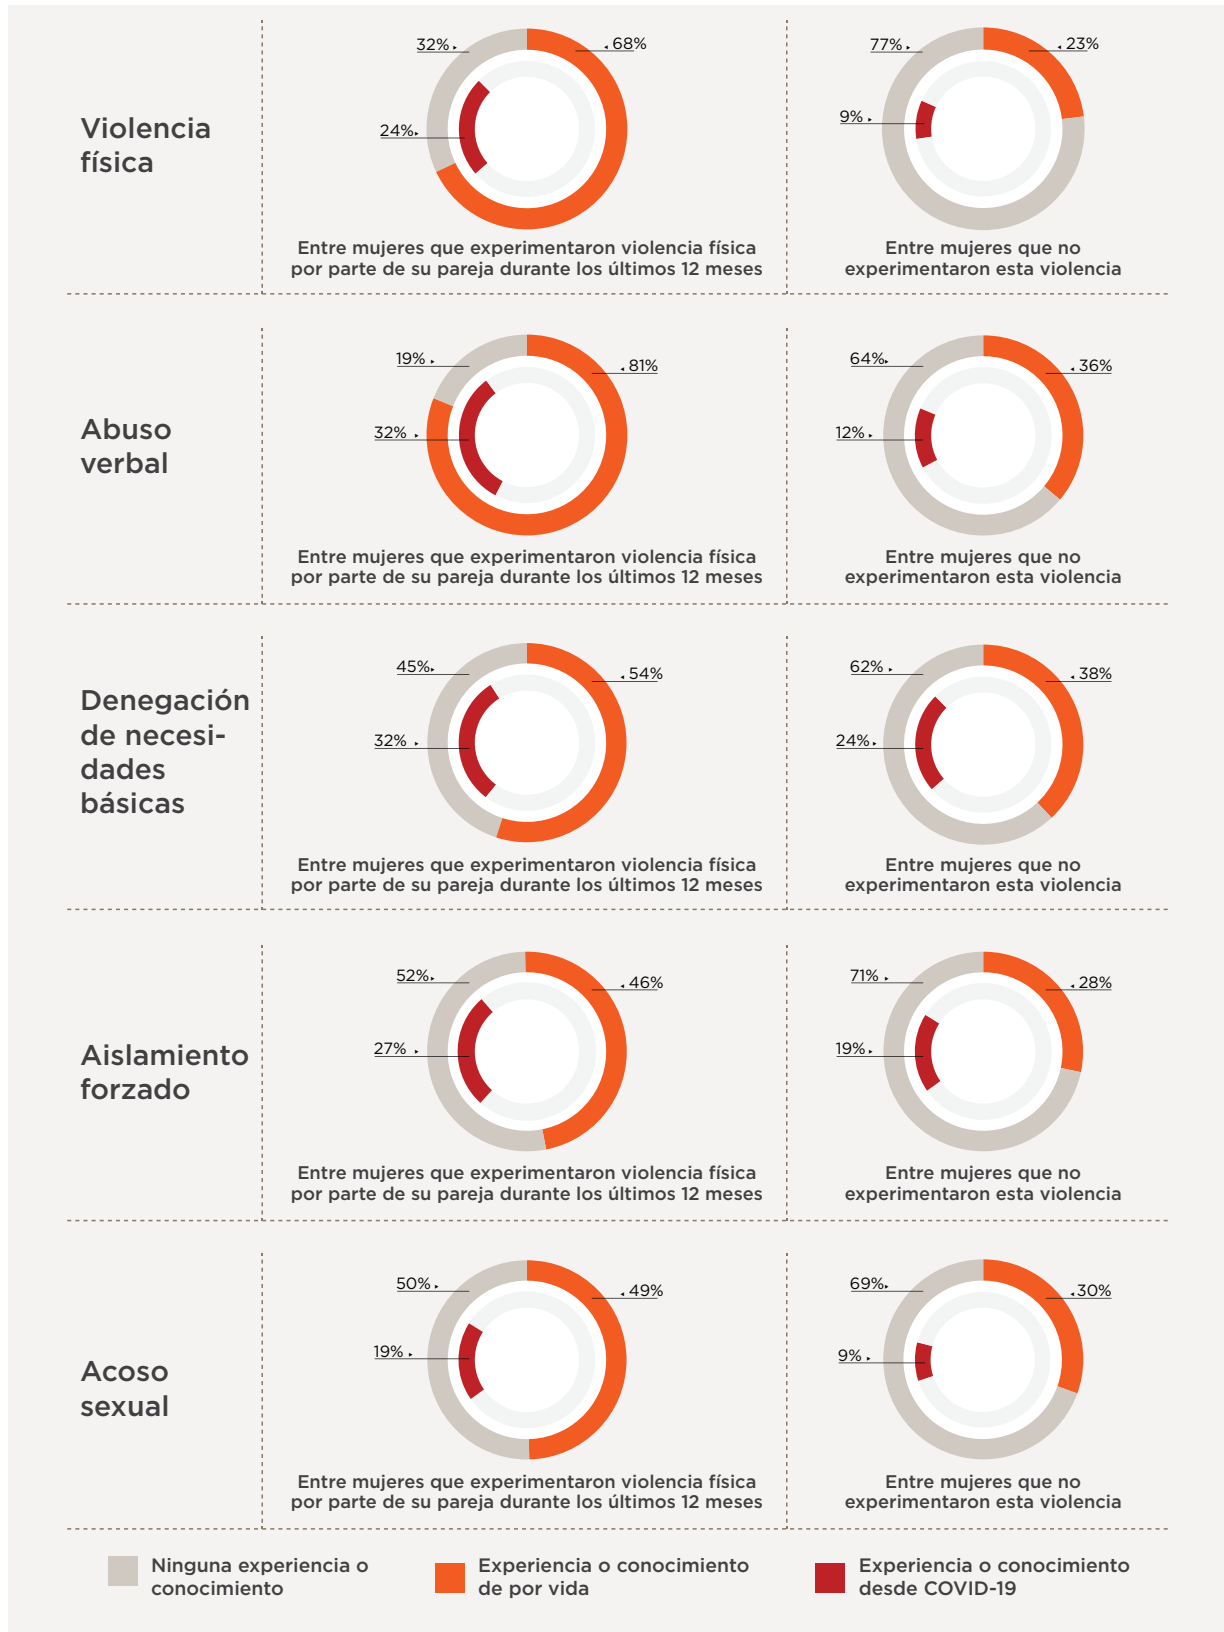 32%
68%
77%
23%
Violencia
física
24%
9%
Entre mujeres que experimentaron violencia física
por parte de su pareja durante los últimos 12 meses
Entre mujeres que no
experimentaron esta violencia
19%
81%
64%
36%
Abuso
verbal
32%
12%
Entre mujeres que experimentaron violencia física
por parte de su pareja durante los últimos 12 meses
Entre mujeres que no
experimentaron esta violencia
45%
54%
62%
38%
Denegación
de necesi-
dades
básicas
32%
24%
Entre mujeres que experimentaron violencia física
por parte de su pareja durante los últimos 12 meses
Entre mujeres que no
experimentaron esta violencia
52%
46%
71%
28%
Aislamiento
forzado
27%
19%
Entre mujeres que experimentaron violencia física
por parte de su pareja durante los últimos 12 meses
Entre mujeres que no
experimentaron esta violencia
50%
49%
69%
30%
Acoso
sexual
19%
9%
Entre mujeres que experimentaron violencia física
por parte de su pareja durante los últimos 12 meses
Entre mujeres que no
experimentaron esta violencia
Ninguna experiencia o
conocimiento
Experiencia o conocimiento
de por vida
Experiencia o conocimiento
desde COVID-19